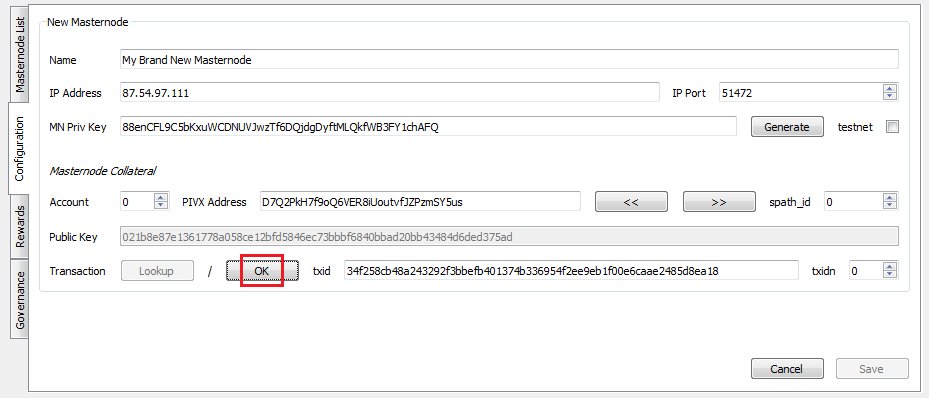 Masternode List
Configuration
Rewards
Governance
New Masternode
Name My Brand New Masternode
IP Address 87.54.97.111 IP Port 51472
MN Priv Key 88enCFL9C5bKxuWCDNUVJwzTf6DQjdgDyftMLQkfWB3FY1chAFQ Generate testnet
Masternode Collateral
Account 0 PIVX Address D7Q2PkH7f9oQ6VER8iUoutvfJZPzmSY5us << >> spath_id 0
Public Key 021b8e87e1361778a058ce12bfd5846ec73bbbf6840bbad20bb43484d6ded375ad
Transaction Lookup / OK txid 34f258cb48a243292f3bbefb401374b336954f2ee9eb1f00e6caae2485d8ea18 txidn 0
Cancel Save